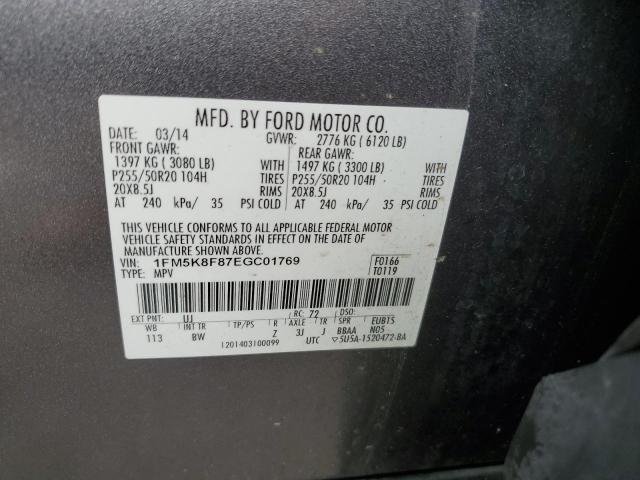 MFD. BY FORD MOTOR CO.
DATE: 03/14 GVWR: 2776 KG ( 6120 LB)
FRONT GAWR: REAR GAWR:
1397 KG ( 3080 LB) WITH 1497 KG ( 3300 LB) WITH
P255/50R20 104H TIRES P255/50R20 104H TIRES
20X8.5J RIMS 20X8.5J RIMS
AT 240 kPa/ 35 PSI COLD AT 240 kPa/ 35 PSI COLD
THIS VEHICLE CONFORMS TO ALL APPLICABLE FEDERAL MOTOR
VEHICLE SAFETY STANDARDS IN EFFECT ON THE DATE OF
MANUFACTURE SHOWN ABOVE.
VIN: 1FM5K8F87EGC01769 F0166
TYPE: MPV T0119
EXT PNT: UJ RC: 72 DSO:
WB INT TR TP/PS R AXLE TR SPR EUB15
113 BW Z 3J J BBAA N05
1201403100099 UTC ▽5U5A-1520472-BA